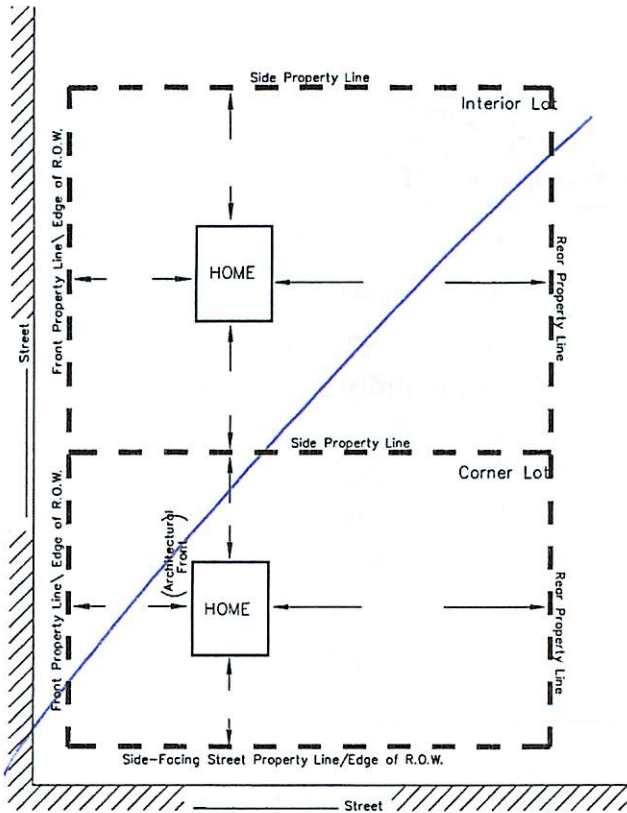 Side Property Line
Interior Lot
Front Property Line\ Edge of R.O.W.
HOME
Rear Property Line
Street
Side Property Line
Corner Lot
Front Property Line\ Edge of R.O.W.
(Architectural)
Front
HOME
Rear Property Line
Side-Facing Street Property Line/Edge of R.O.W.
Street